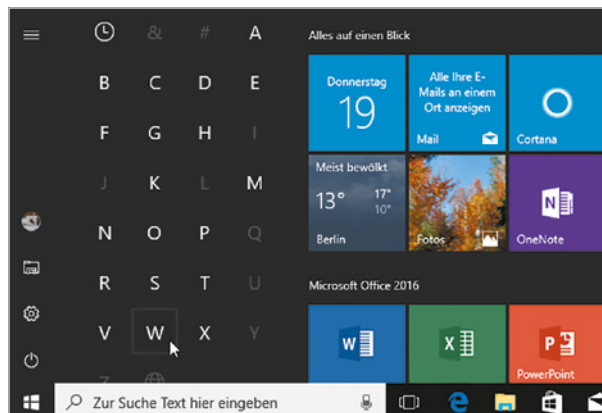 & # A
B C D E
F G H I
J K L M
N O P Q
R S T U
V W X Y
Z
Alles auf einen Blick
Donnerstag
19
Alle Ihre E-
Mails an einem
Ort anzeigen
Mail
Cortana
Meist bewölkt
13° 17°
10°
Berlin
Fotos
N
OneNote
Microsoft Office 2016
W
X
P
PowerPoint
Zur Suche Text hier eingeben